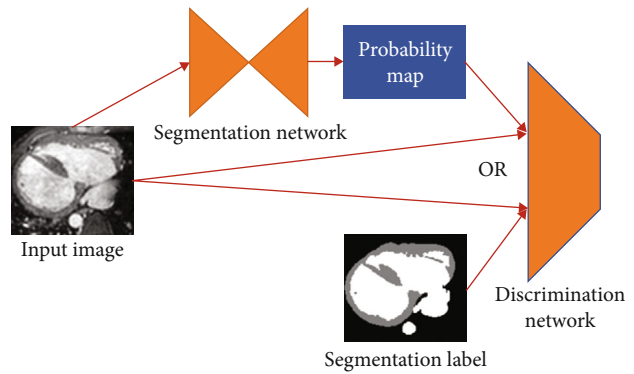 Probability
map
Segmentation network
OR
Input image
Discrimination
network
Segmentation label